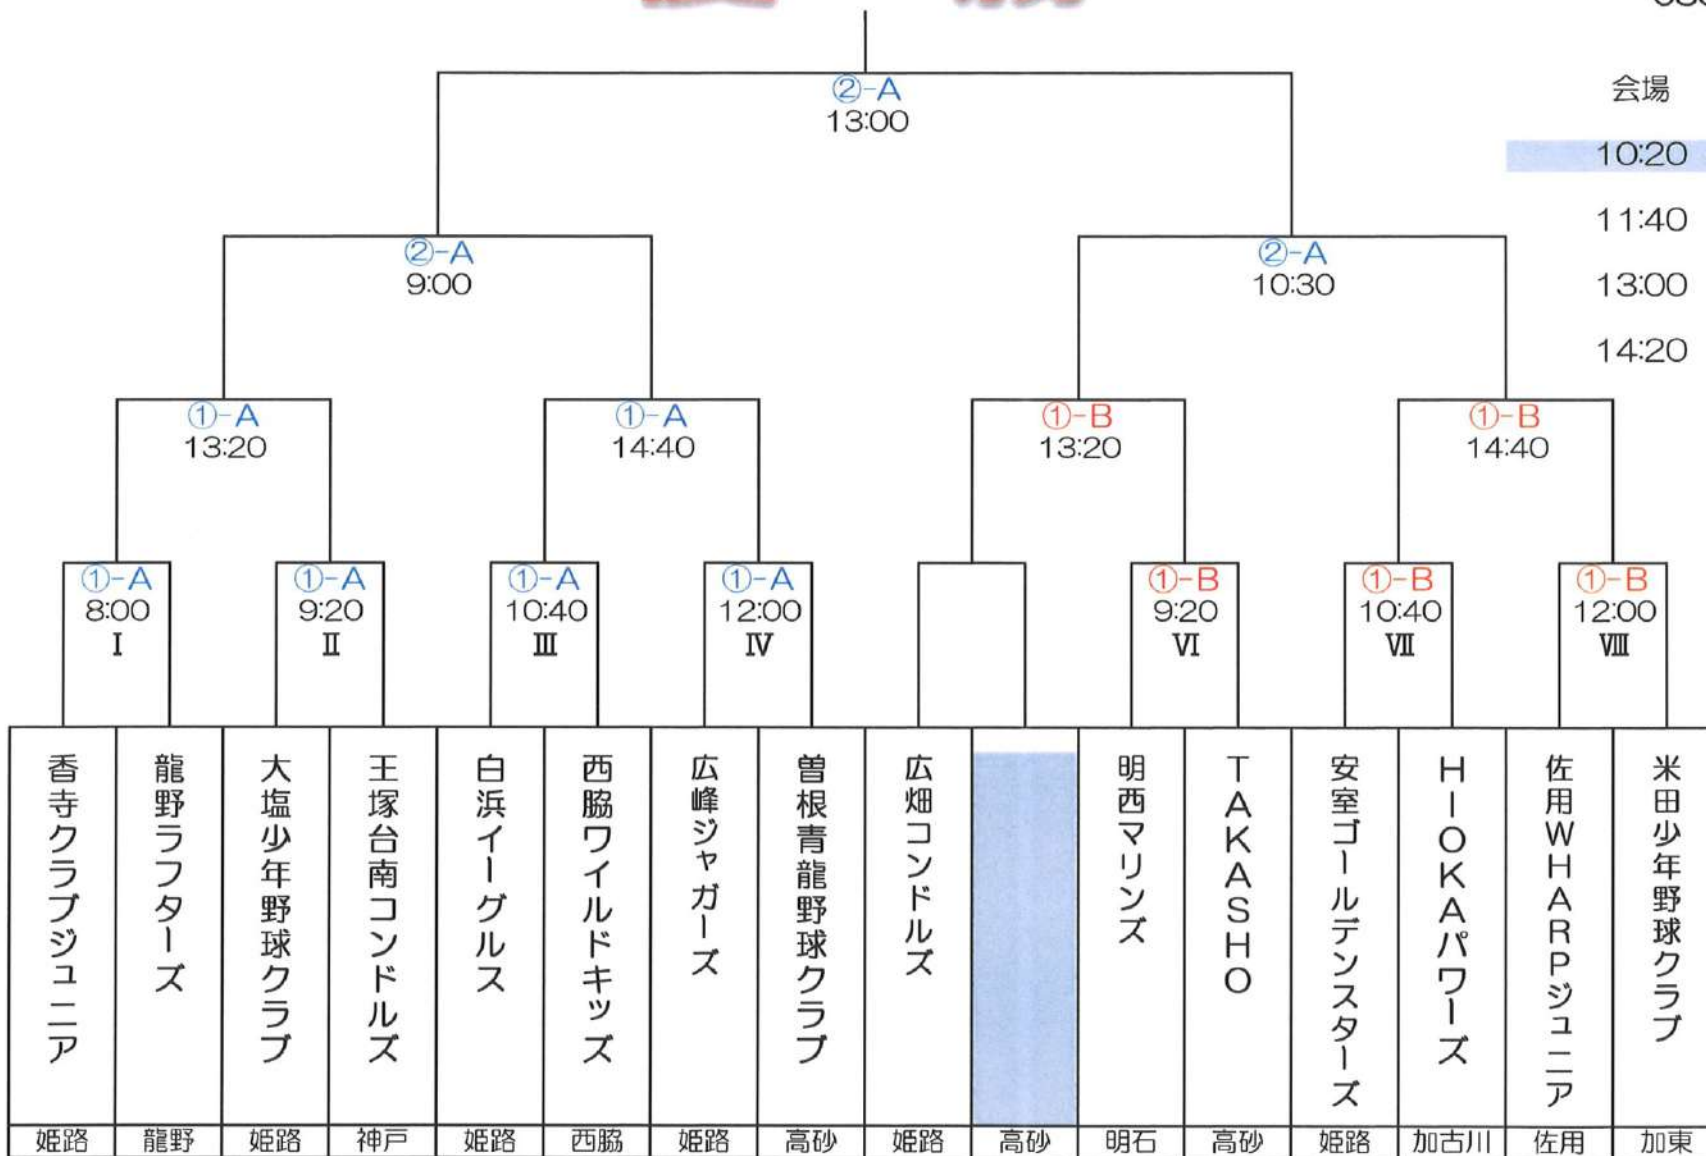 ②-A
13:00
会場
10:20
11:40
13:00
14:20
②-A
9:00
②-A
10:30
①-A
13:20
①-A
14:40
①-B
13:20
①-B
14:40
①-A
8:00
Ⅰ
①-A
9:20
Ⅱ
①-A
10:40
Ⅲ
①-A
12:00
Ⅳ
①-B
9:20
Ⅵ
①-B
10:40
Ⅶ
①-B
12:00
Ⅷ
香寺クラブジュニア
龍野ラフターズ
大塩少年野球クラブ
王塚台南コンドルズ
白浜イーグルス
西脇ワイルドキッズ
広峰ジャガーズ
曽根青龍野球クラブ
広畑コンドルズ
明西マリンズ
TAKASHO
安室ゴールデンスターズ
HIOKAパワーズ
佐用WHARPジュニア
米田少年野球クラブ
姫路
龍野
姫路
神戸
姫路
西脇
姫路
高砂
姫路
高砂
明石
高砂
姫路
加古川
佐用
加東